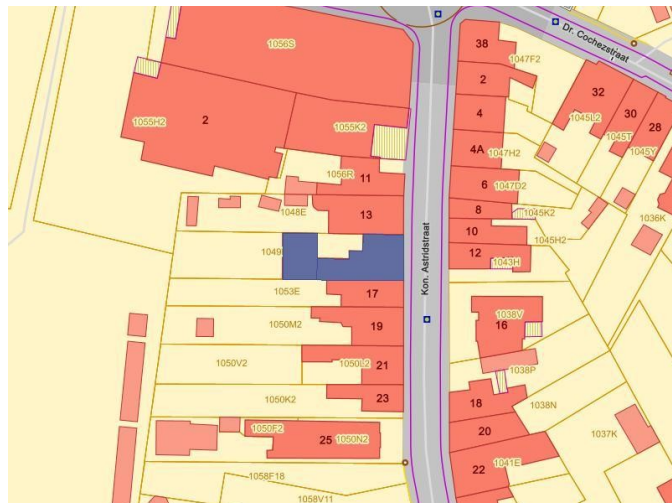 1056S
38
1047F2
Dr. Cochezstraat
2
32
1045L2
30
1045T
28
1045Y
1055H2
2
1055K2
4
4A
1047H2
1056R
11
6
1047D2
1048E
13
8
1045K2
1036K
10
1045H2
1049
12
1043H
Kon. Astridstraat
1053E
17
1038V
16
1050M2
19
1050V2
1050L2
21
1038P
1050K2
23
18
1038N
1050F2
25
1050N2
20
1037K
1041E
22
1058F18
1058V11